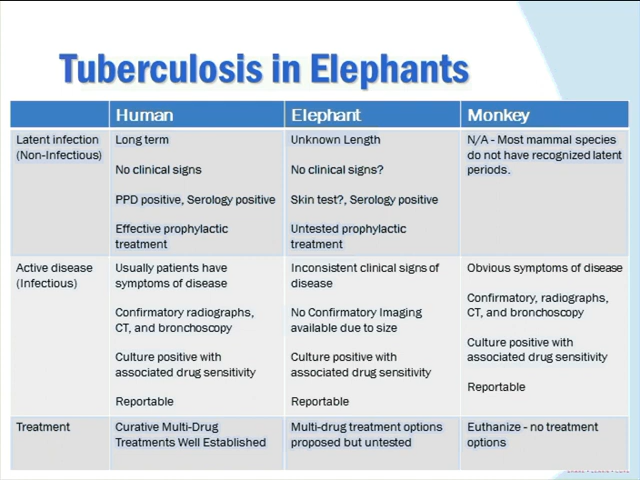 Tuberculosis in Elephants
Human Elephant Monkey
Latent infection
(Non-Infectious)
Long term
No clinical signs
PPD positive, Serology positive
Effective prophylactic
treatment
Unknown Length
No clinical signs?
Skin test?, Serology positive
Untested prophylactic
treatment
N/A - Most mammal species
do not have recognized latent
periods.
Active disease
(Infectious)
Usually patients have
symptoms of disease
Confirmatory radiographs,
CT, and bronchoscopy
Culture positive with
associated drug sensitivity
Reportable
Inconsistent clinical signs of
disease
No Confirmatory Imaging
available due to size
Culture positive with
associated drug sensitivity
Reportable
Obvious symptoms of disease
Confirmatory, radiographs,
CT, and bronchoscopy
Culture positive with
associated drug sensitivity
Reportable
Treatment
Curative Multi-Drug
Treatments Well Established
Multi-drug treatment options
proposed but untested
Euthanize - no treatment
options